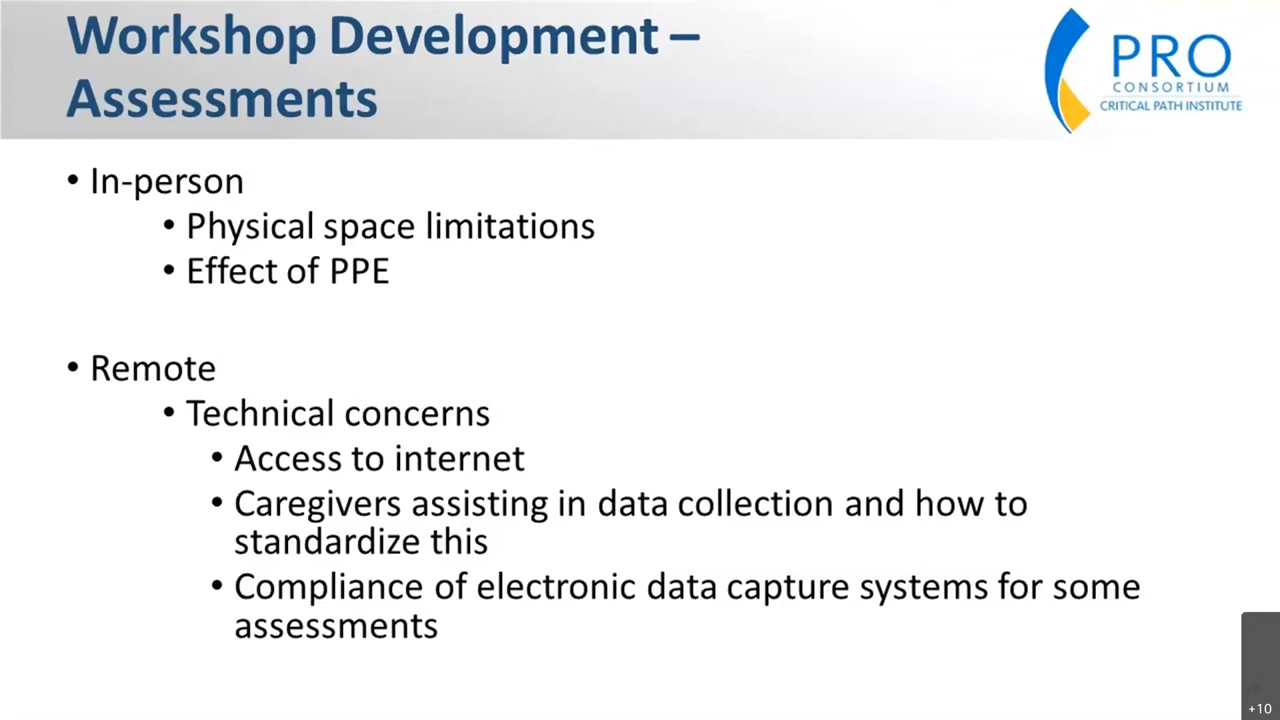 Workshop Development –
Assessments
PRO
CONSORTIUM
CRITICAL PATH INSTITUTE
• In-person
• Physical space limitations
• Effect of PPE
• Remote
• Technical concerns
• Access to internet
• Caregivers assisting in data collection and how to
standardize this
• Compliance of electronic data capture systems for some
assessments
+10